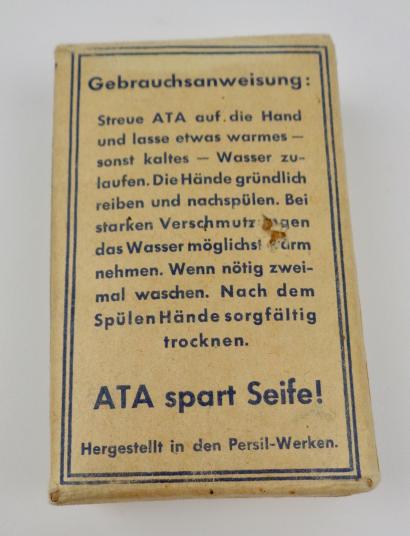 Gebrauchsanweisung:
Streue ATA auf die Hand
und lasse etwas warmes —
sonst kaltes — Wasser zu-
laufen. Die Hände gründlich
reiben und nachspülen. Bei
starken Verschmutzungen
das Wasser möglichst warm
nehmen. Wenn nötig zwei-
mal waschen. Nach dem
Spülen Hände sorgfältig
trocknen.
ATA spart Seife!
Hergestellt in den Persil-Werken.